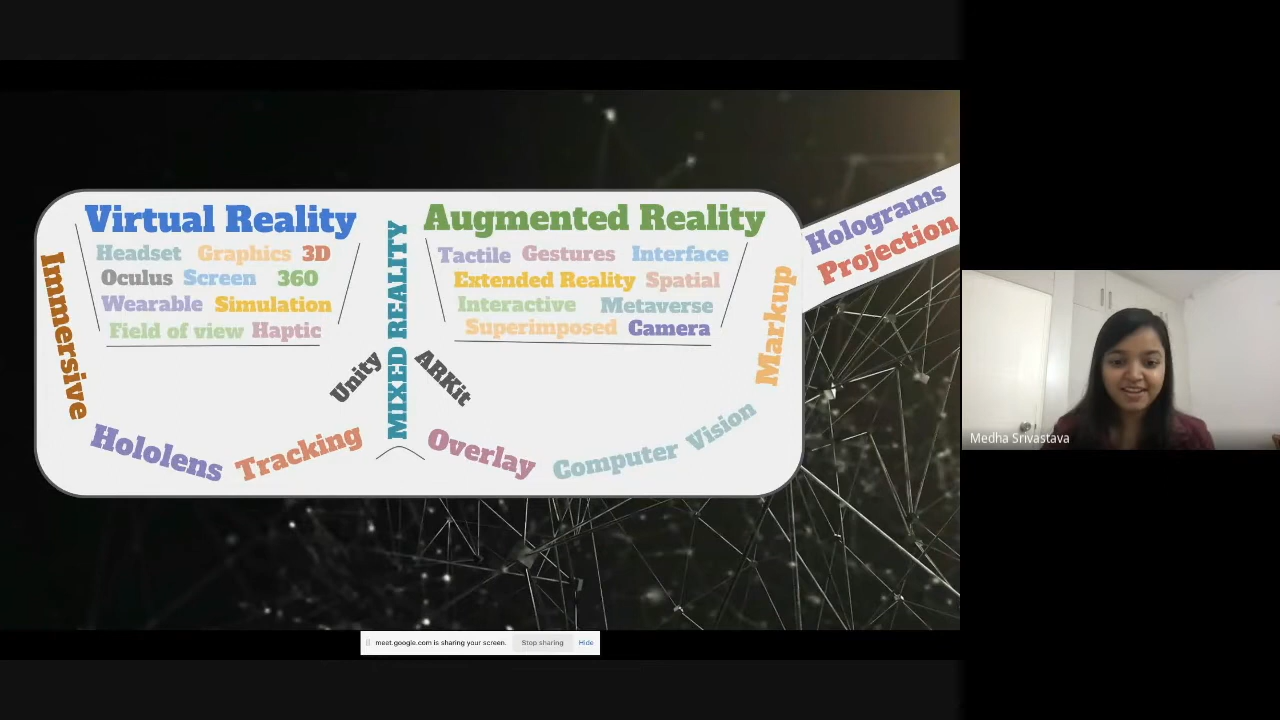 Virtual Reality
Headset Graphics 3D
Oculus Screen 360
Wearable Simulation
Field of view Haptic
Immersive
Hololens
Tracking
Unity
MIXED REALITY
ARKit
Augmented Reality
Tactile Gestures Interface
Extended Reality Spatial
Interactive Metaverse
Superimposed Camera
Overlay
Computer Vision
Markup
Holograms
Projection
Medha Srivastava
meet.google.com is sharing your screen. Stop sharing Hide